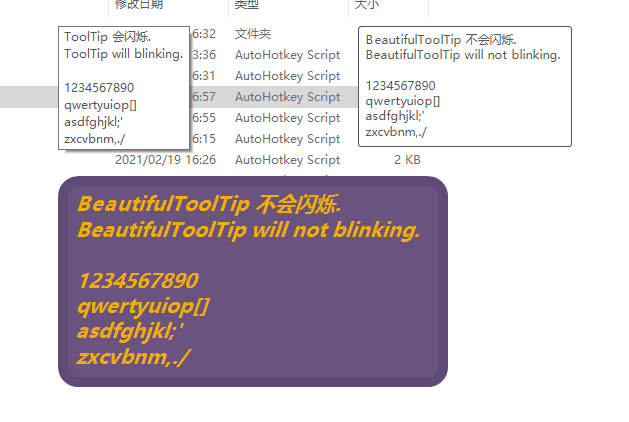 修改日期 类型 大小
ToolTip 会闪烁.
ToolTip will blinking.
1234567890
qwertyuiop[]
asdfghjkl;'
zxcvbnm,./
6:32 文件夹
3:36 AutoHotkey Script
6:31 AutoHotkey Script
6:57 AutoHotkey Script
6:55 AutoHotkey Script
6:15 AutoHotkey Script
2021/02/19 16:26 AutoHotkey Script 2 KB
BeautifulToolTip 不会闪烁.
BeautifulToolTip will not blinking.
1234567890
qwertyuiop[]
asdfghjkl;'
zxcvbnm,./
BeautifulToolTip 不会闪烁.
BeautifulToolTip will not blinking.
1234567890
qwertyuiop[]
asdfghjkl;'
zxcvbnm,./